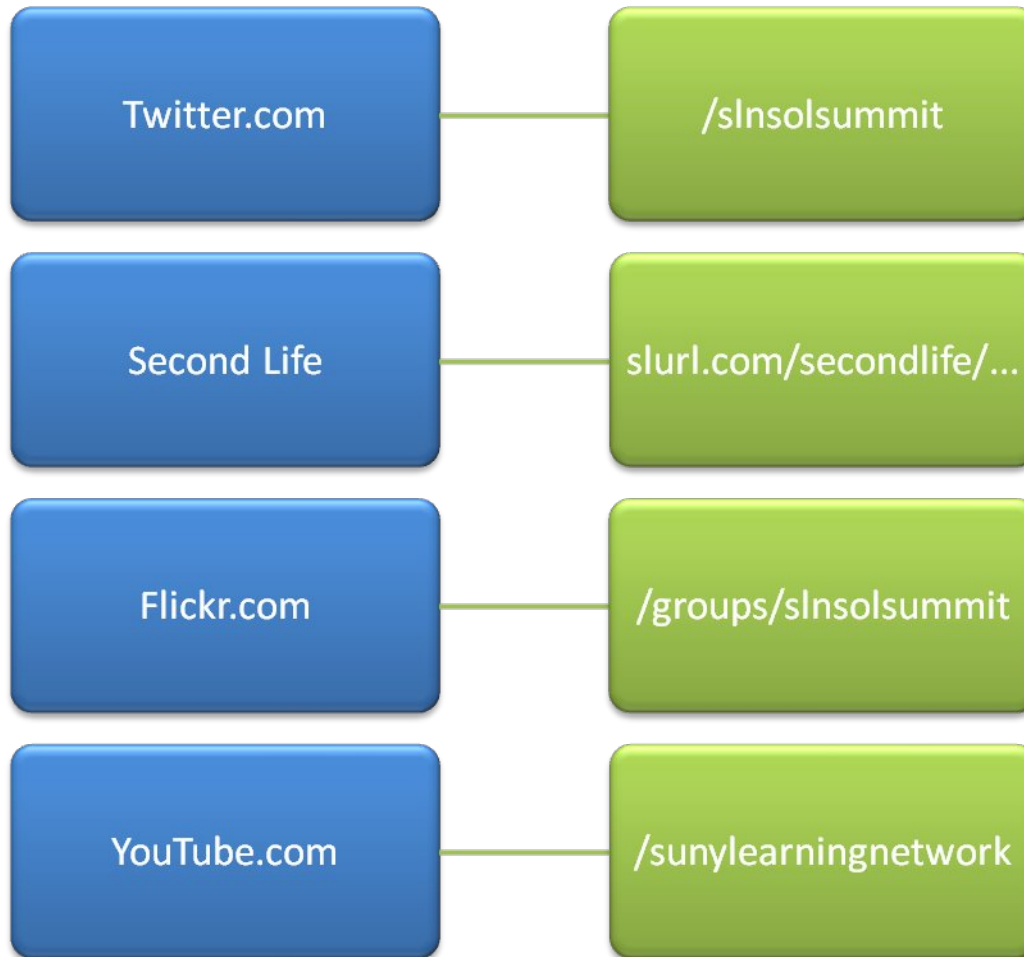 Twitter.com
/slnsolsummit
Second Life
slurl.com/secondlife/...
Flickr.com
/groups/slnsolsummit
YouTube.com
/sunylearningnetwork